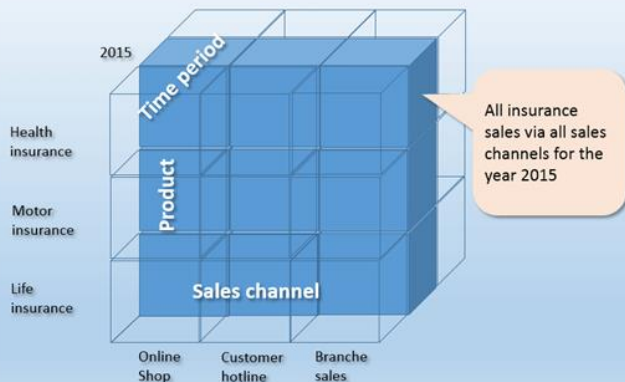 2015
Time period
Health
insurance
Product
Motor
insurance
Life
insurance
Sales channel
Online
Shop
Customer
hotline
Branche
sales
All insurance
sales via all sales
channels for the
year 2015